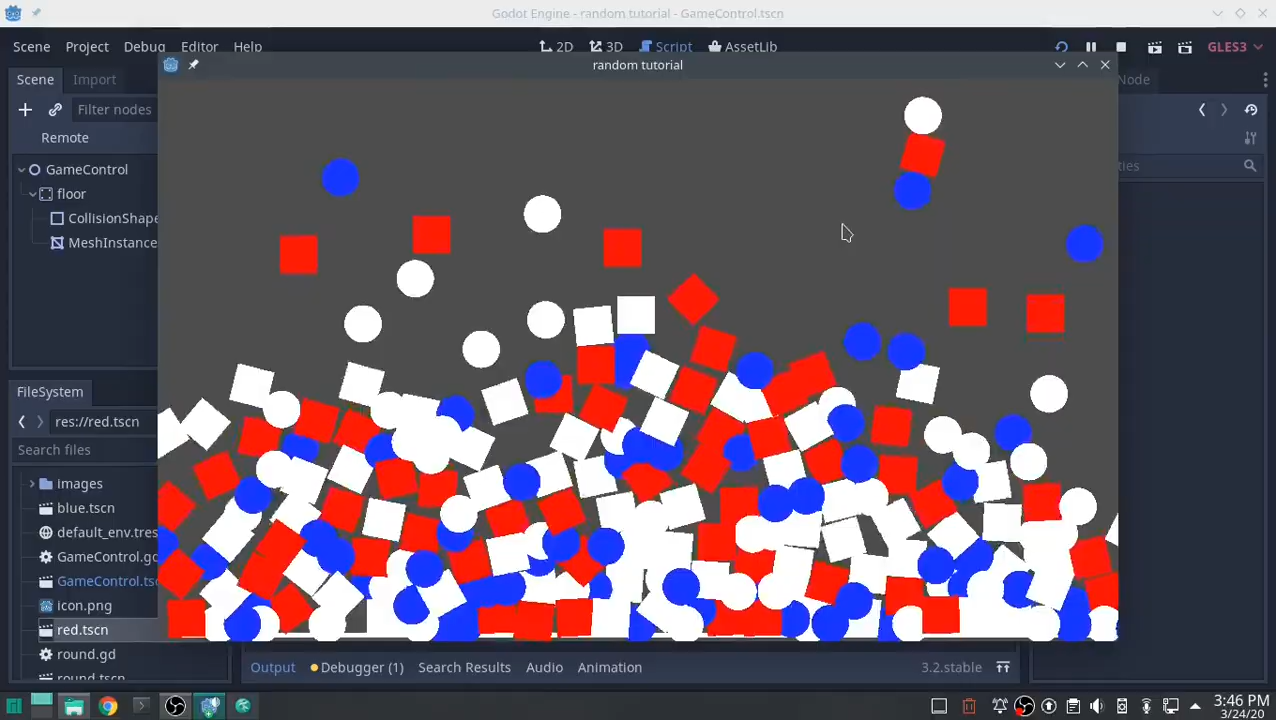 Godot Engine - random tutorial - GameControl.tscn
Scene Project Debug Editor Help
2D 3D Script AssetLib
GLES3
random tutorial
Scene Import
Node
Filter nodes
Remote
GameControl
floor
CollisionShape
MeshInstance
FileSystem
res://red.tscn
Search files
images
blue.tscn
default_env.tres
GameControl.gd
GameControl.tsc
icon.png
red.tscn
round.gd
round.tscn
Output Debugger (1) Search Results Audio Animation 3.2.stable
3:46 PM
3/24/20